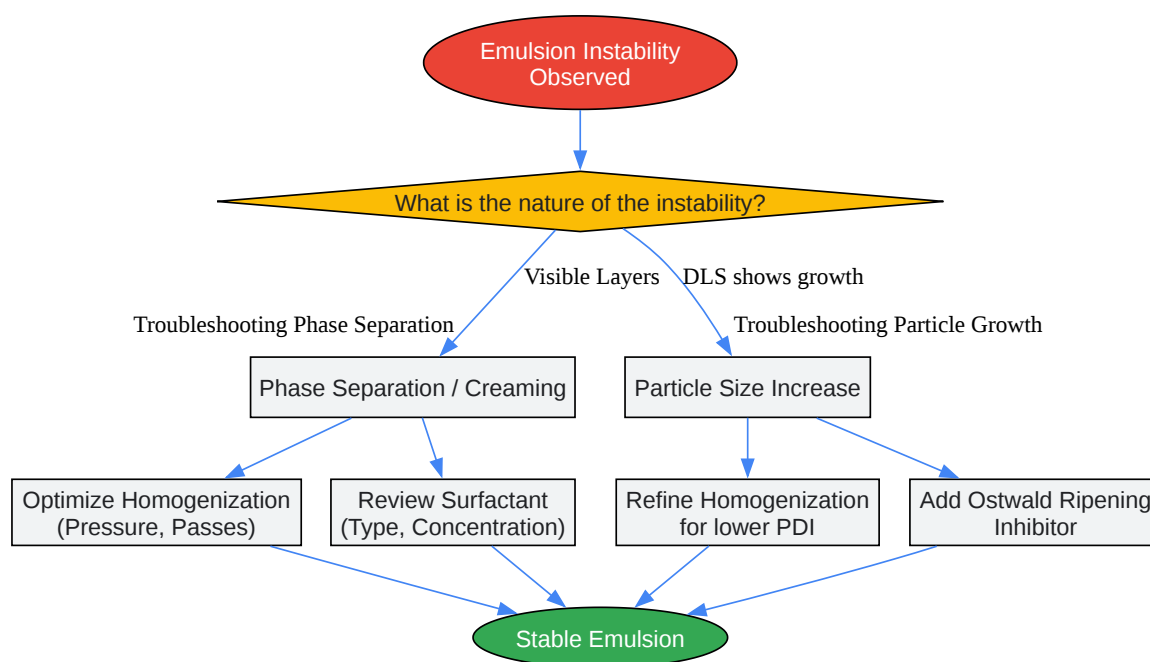 Emulsion Instability
Observed
What is the nature of the instability?
Visible Layers
DLS shows growth
Troubleshooting Phase Separation
Troubleshooting Particle Growth
Phase Separation / Creaming
Particle Size Increase
Optimize Homogenization
(Pressure, Passes)
Review Surfactant
(Type, Concentration)
Refine Homogenization
for lower PDI
Add Ostwald Ripening
Inhibitor
Stable Emulsion